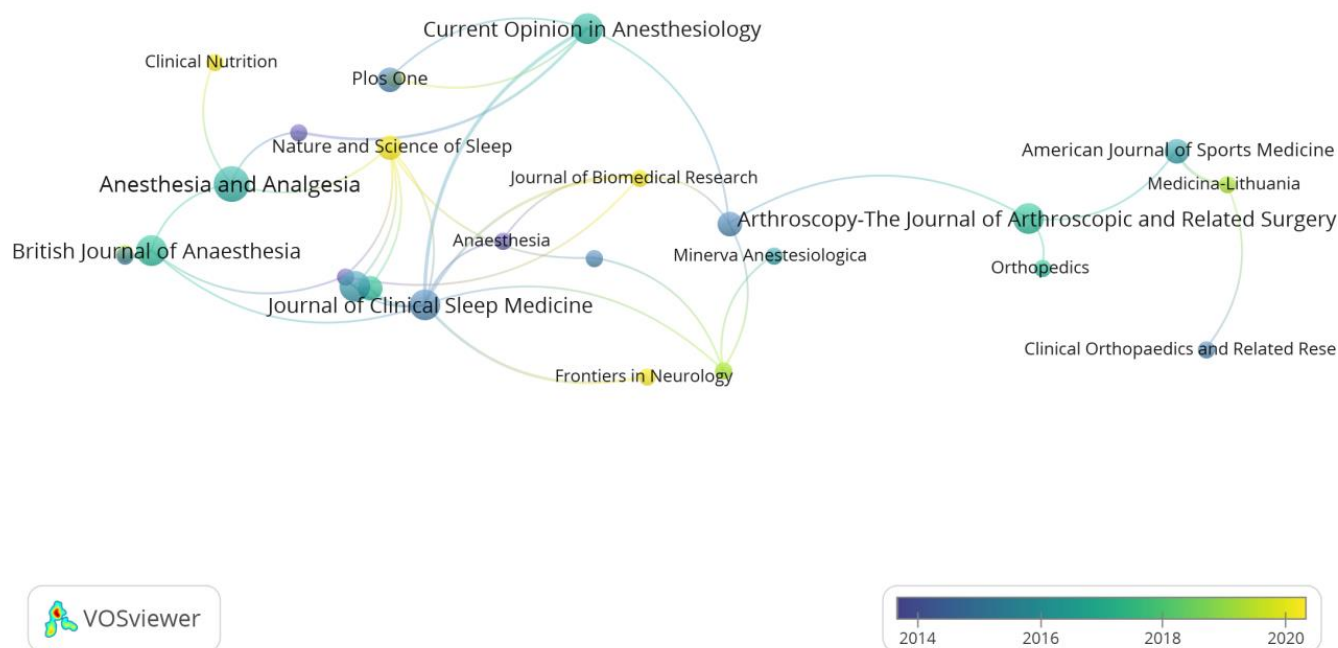 Current Opinion in Anesthesiology
Clinical Nutrition
Plos One
Nature and Science of Sleep
American Journal of Sports Medicine
Anesthesia and Analgesia
Journal of Biomedical Research
Medicina-Lithuania
Arthroscopy-The Journal of Arthroscopic and Related Surgery
Anaesthesia
British Journal of Anaesthesia
Minerva Anestesiologica
Orthopedics
Journal of Clinical Sleep Medicine
Clinical Orthopaedics and Related Rese
Frontiers in Neurology
VOSviewer
2014 2016 2018 2020